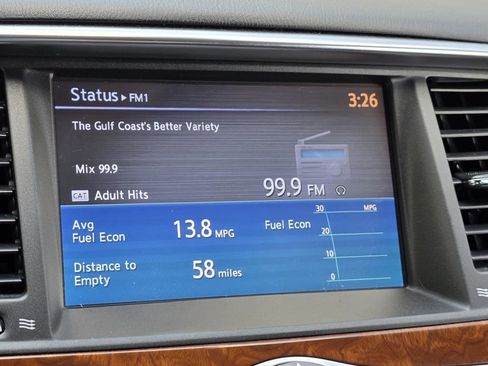 Status ▸ FM1 3:26
The Gulf Coast's Better Variety
Mix 99.9
CAT Adult Hits 99.9 FM
Avg Fuel Econ 13.8 MPG
Fuel Econ
30 MPG
20
10
0
Distance to Empty 58 miles